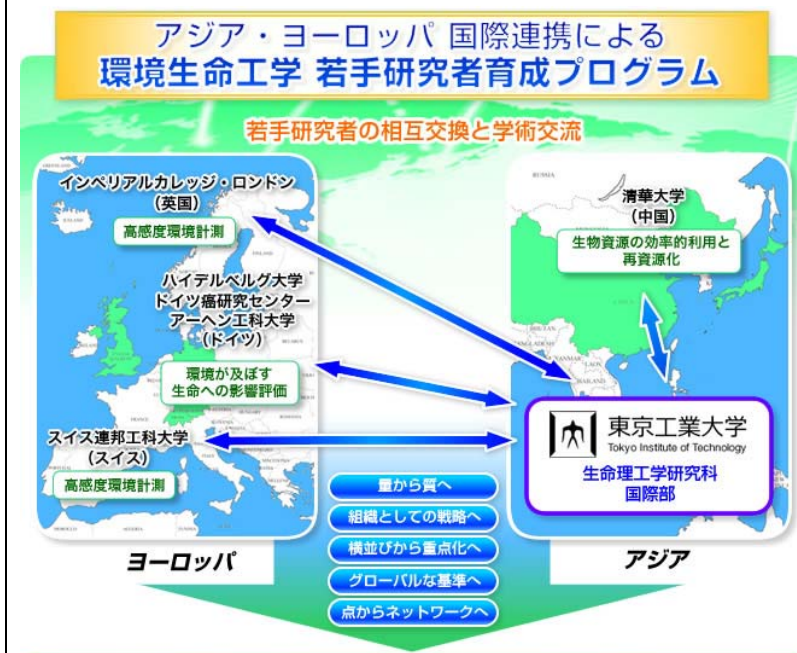 アジア・ヨーロッパ 国際連携による
環境生命工学 若手研究者育成プログラム
若手研究者の相互交換と学術交流
インペリアルカレッジ・ロンドン
(英国)
高感度環境計測
ハイデルベルグ大学
ドイツ癌研究センター
アーヘン工科大学
(ドイツ)
環境が及ぼす
生命への影響評価
スイス連邦工科大学
(スイス)
高感度環境計測
ヨーロッパ
清華大学
(中国)
生物資源の効率的利用と
再資源化
東京工業大学
Tokyo Institute of Technology
生命理工学研究科
国際部
アジア
量から質へ
組織としての戦略へ
横並びから重点化へ
グローバルな基準へ
点からネットワークへ